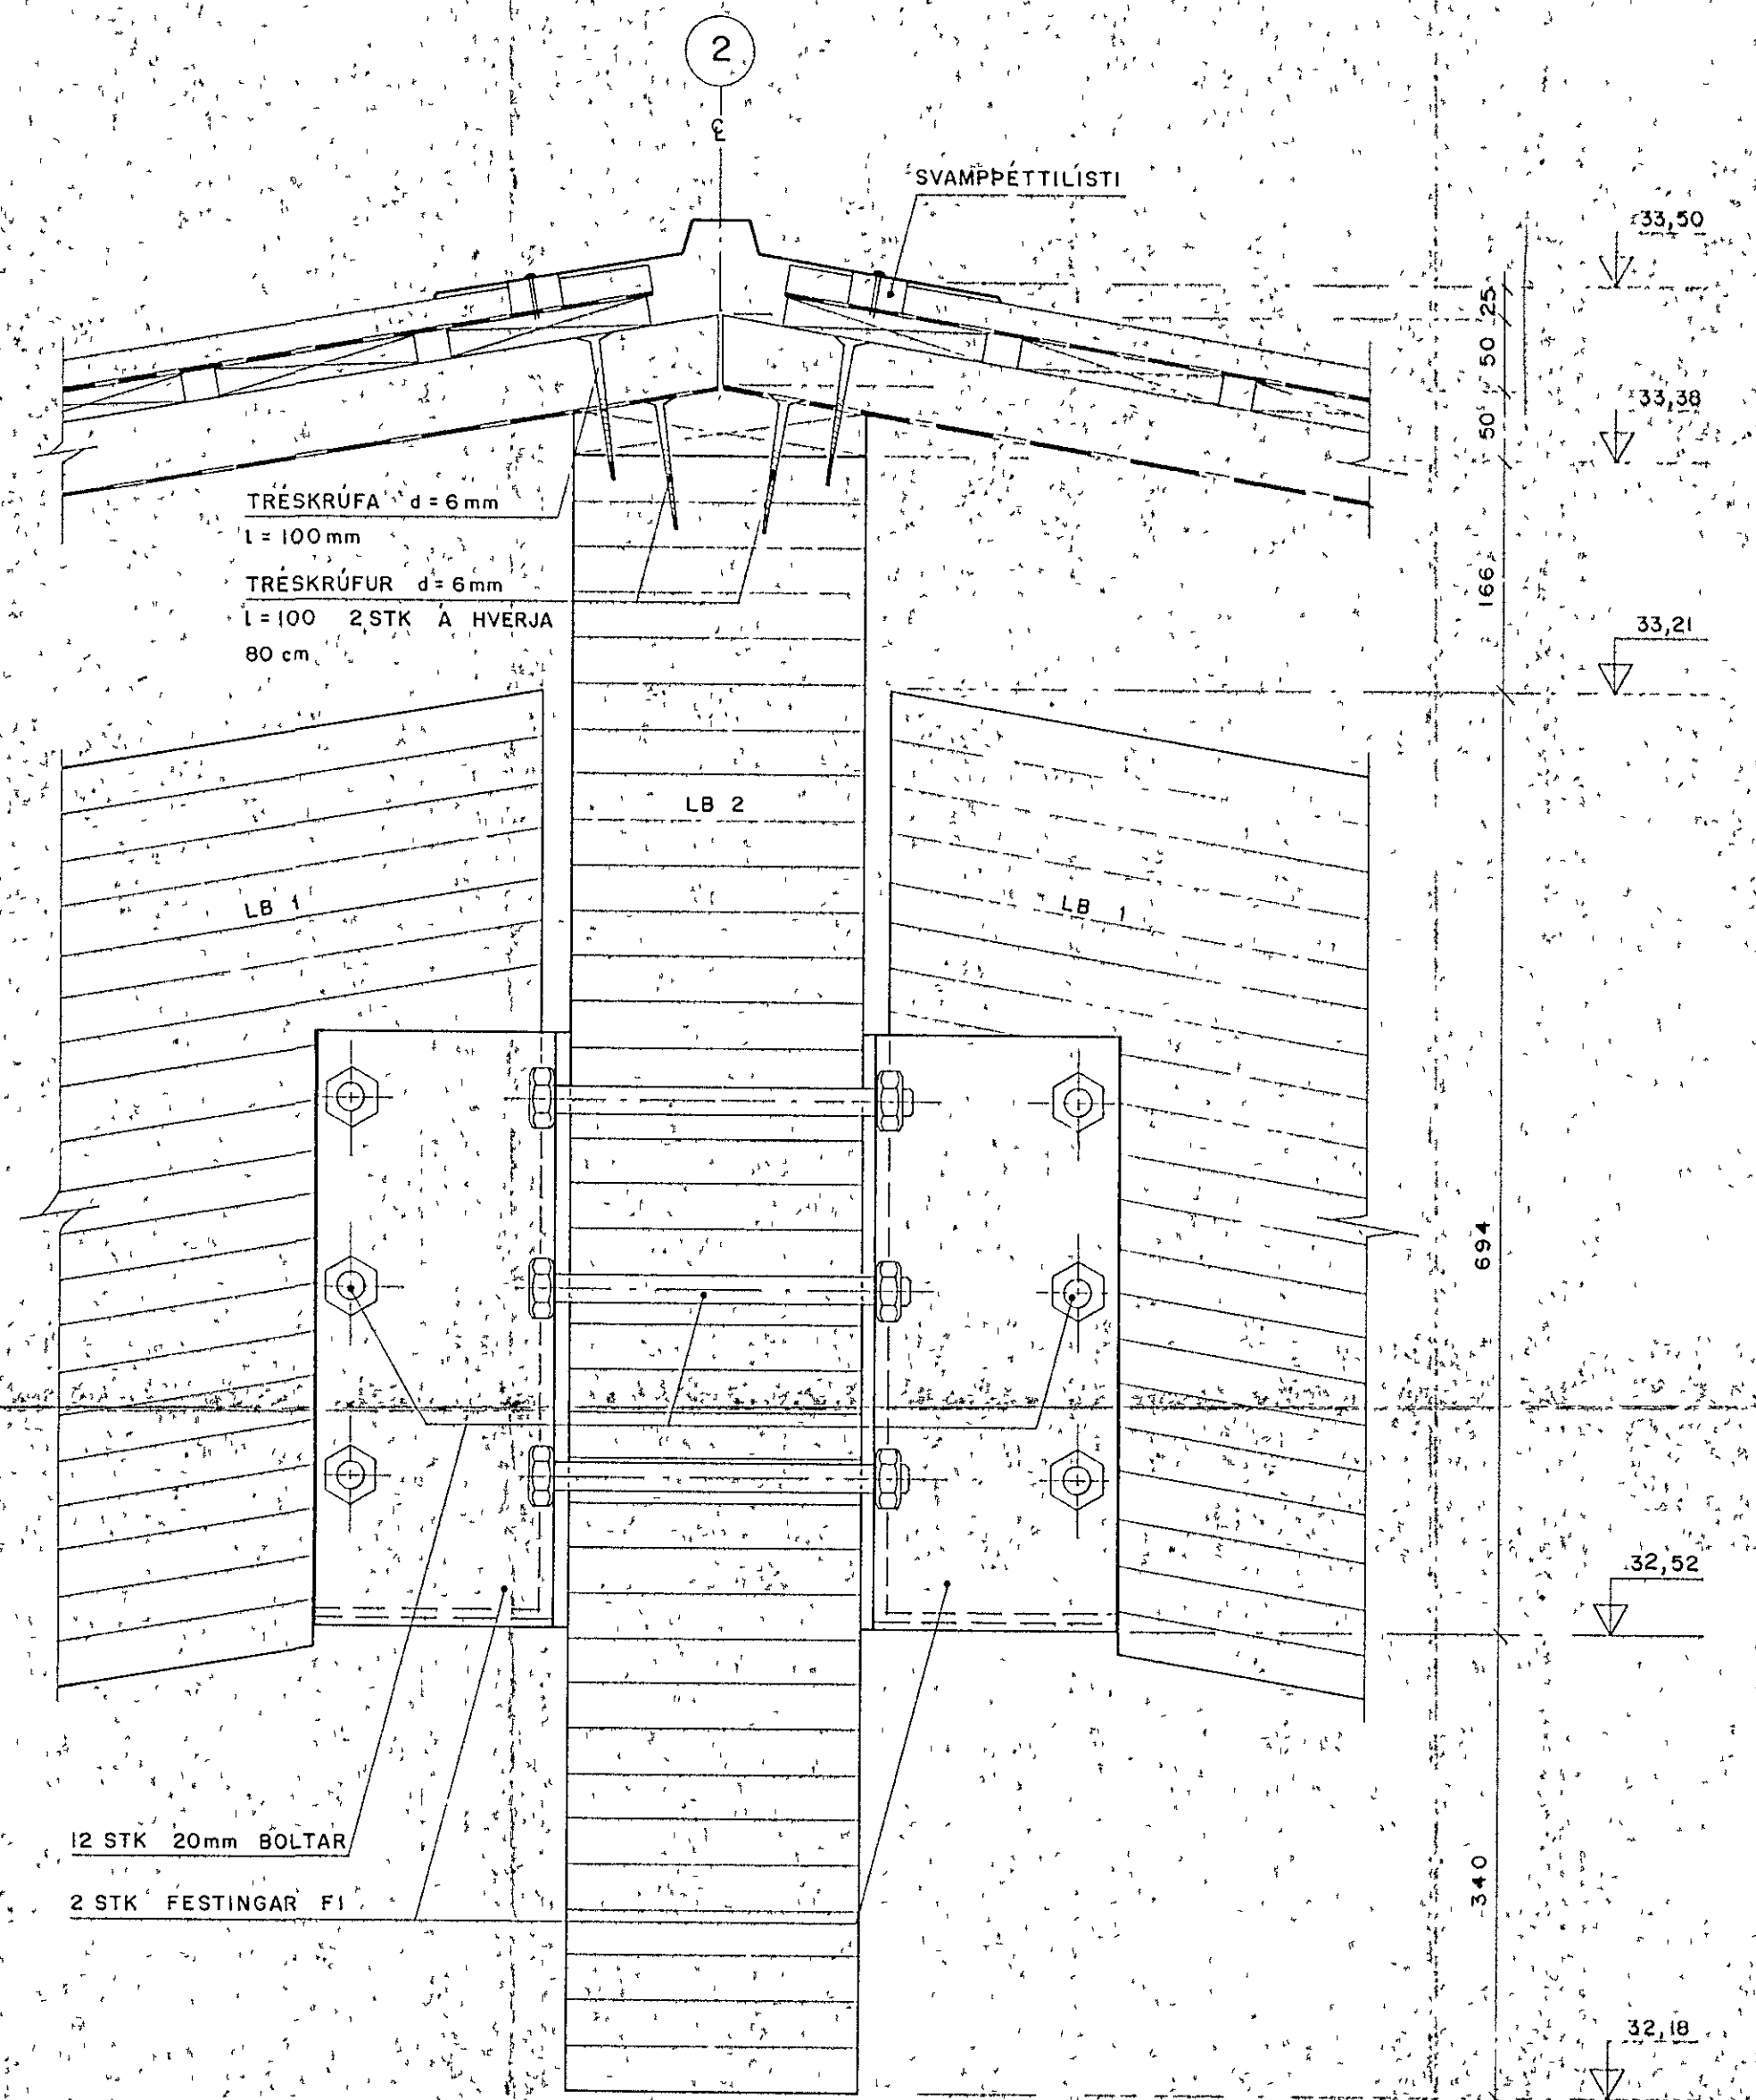 2
℄
SVAMPÞÉTTILISTI
33,50
25
50
50
33,38
TRÉSKRÚFA d = 6 mm
l = 100 mm
TRÉSKRÚFUR d = 6 mm
l = 100 2 STK Á HVERJA
80 cm
166
33,21
LB 2
LB 1
LB 1
694
32,52
12 STK 20mm BOLTAR
2 STK FESTINGAR F1
340
32,18